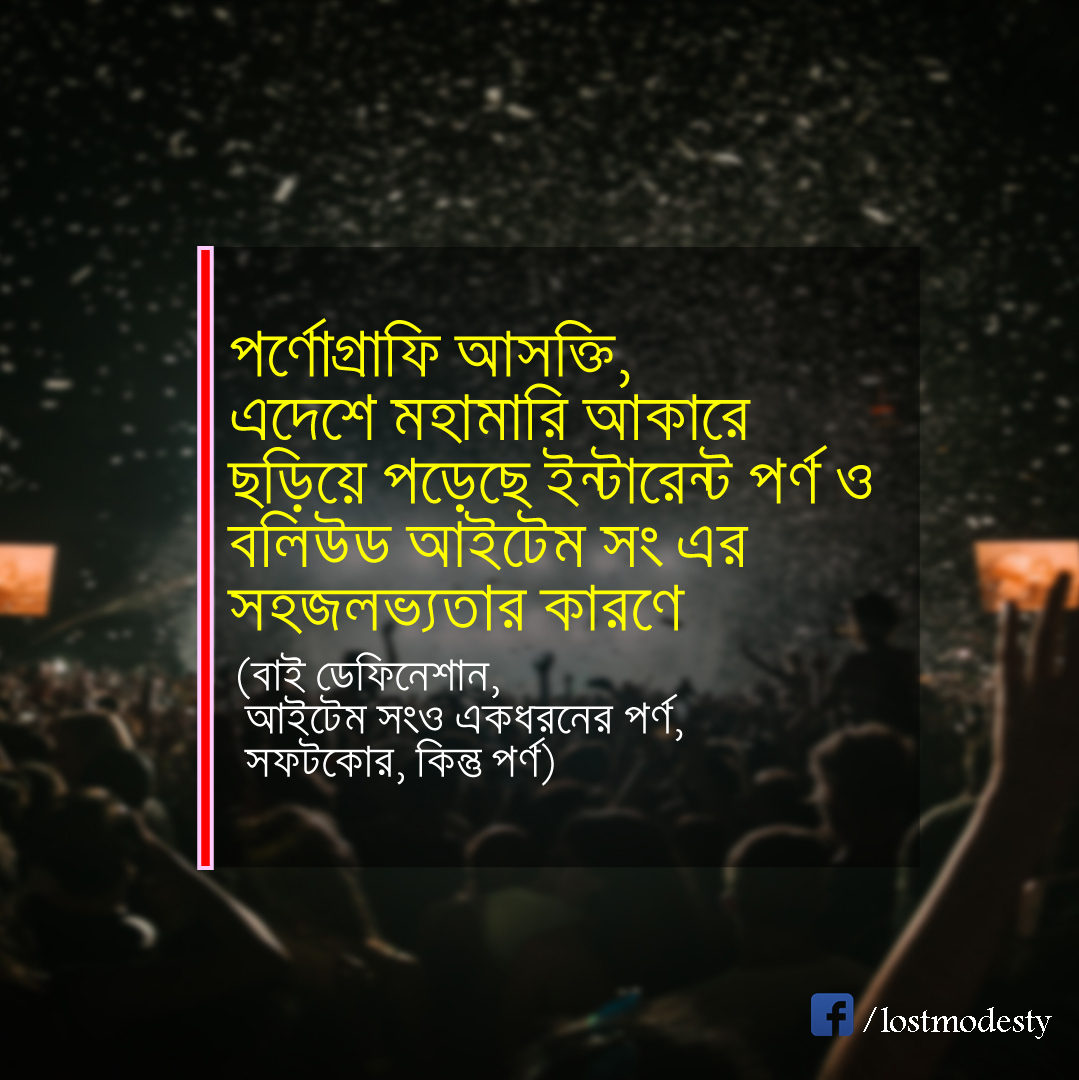 পর্ণোগ্রাফি আসক্তি,
এদেশে মহামারি আকারে
ছড়িয়ে পড়েছে ইন্টারেন্ট পর্ণ ও
বলিউড আইটেম সং এর
সহজলভ্যতার কারণে
(বাই ডেফিনেশান,
আইটেম সংও একধরনের পর্ণ,
সফটকোর, কিন্তু পর্ণ)
/lostmodesty